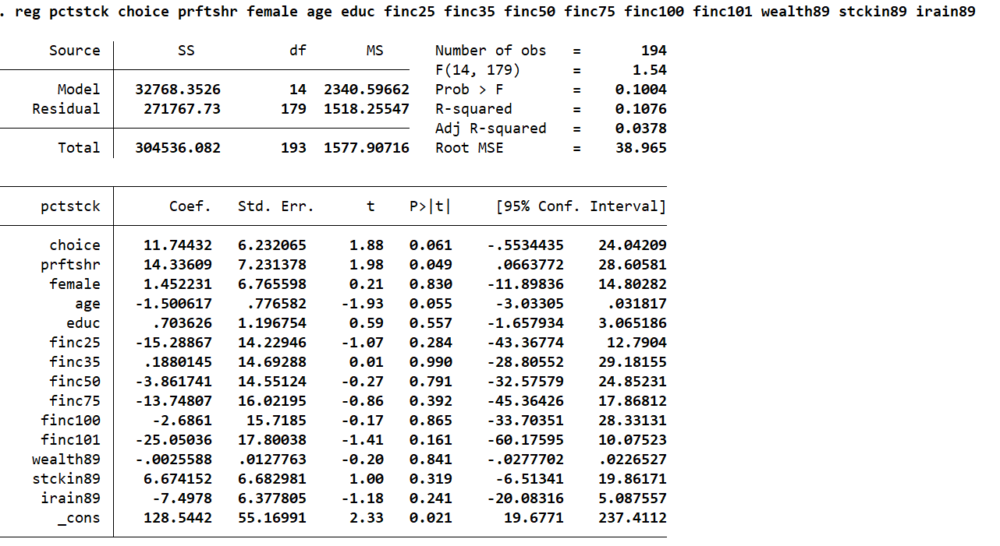 . reg pctstck choice prftshr female age educ finc25 finc35 finc50 finc75 finc100 finc101 wealth89 stckin89 irain89
Source SS df MS Number of obs = 194
F(14, 179) = 1.54
Model 32768.3526 14 2340.59662 Prob > F = 0.1004
Residual 271767.73 179 1518.25547 R-squared = 0.1076
Adj R-squared = 0.0378
Total 304536.082 193 1577.90716 Root MSE = 38.965
pctstck Coef. Std. Err. t P>|t| [95% Conf. Interval]
choice 11.74432 6.232065 1.88 0.061 -.5534435 24.04209
prftshr 14.33609 7.231378 1.98 0.049 .0663772 28.60581
female 1.452231 6.765598 0.21 0.830 -11.89836 14.80282
age -1.500617 .776582 -1.93 0.055 -3.03305 .031817
educ .703626 1.196754 0.59 0.557 -1.657934 3.065186
finc25 -15.28867 14.22946 -1.07 0.284 -43.36774 12.7904
finc35 .1880145 14.69288 0.01 0.990 -28.80552 29.18155
finc50 -3.861741 14.55124 -0.27 0.791 -32.57579 24.85231
finc75 -13.74807 16.02195 -0.86 0.392 -45.36426 17.86812
finc100 -2.6861 15.7185 -0.17 0.865 -33.70351 28.33131
finc101 -25.05036 17.80038 -1.41 0.161 -60.17595 10.07523
wealth89 -.0025588 .0127763 -0.20 0.841 -.0277702 .0226527
stckin89 6.674152 6.682981 1.00 0.319 -6.51341 19.86171
irain89 -7.4978 6.377805 -1.18 0.241 -20.08316 5.087557
_cons 128.5442 55.16991 2.33 0.021 19.6771 237.4112